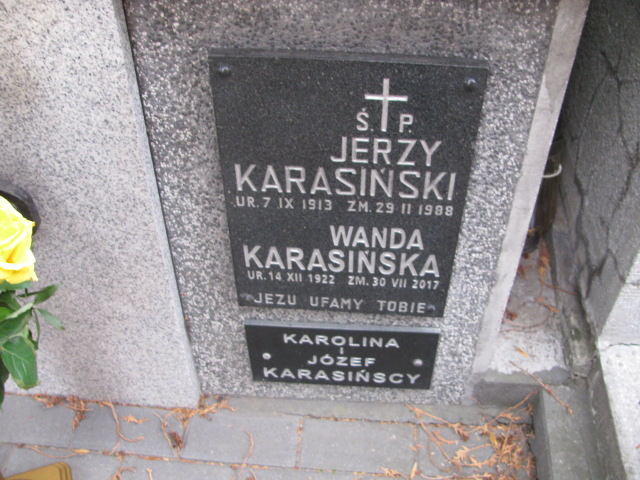 Ś. P.
JERZY
KARASIŃSKI
UR. 7 IX 1913 ZM. 29 II 1988
WANDA
KARASIŃSKA
UR. 14 XII 1922 ZM. 30 VII 2017
JEZU UFAMY TOBIE
KAROLINA
I
JÓZEF
KARASIŃSCY